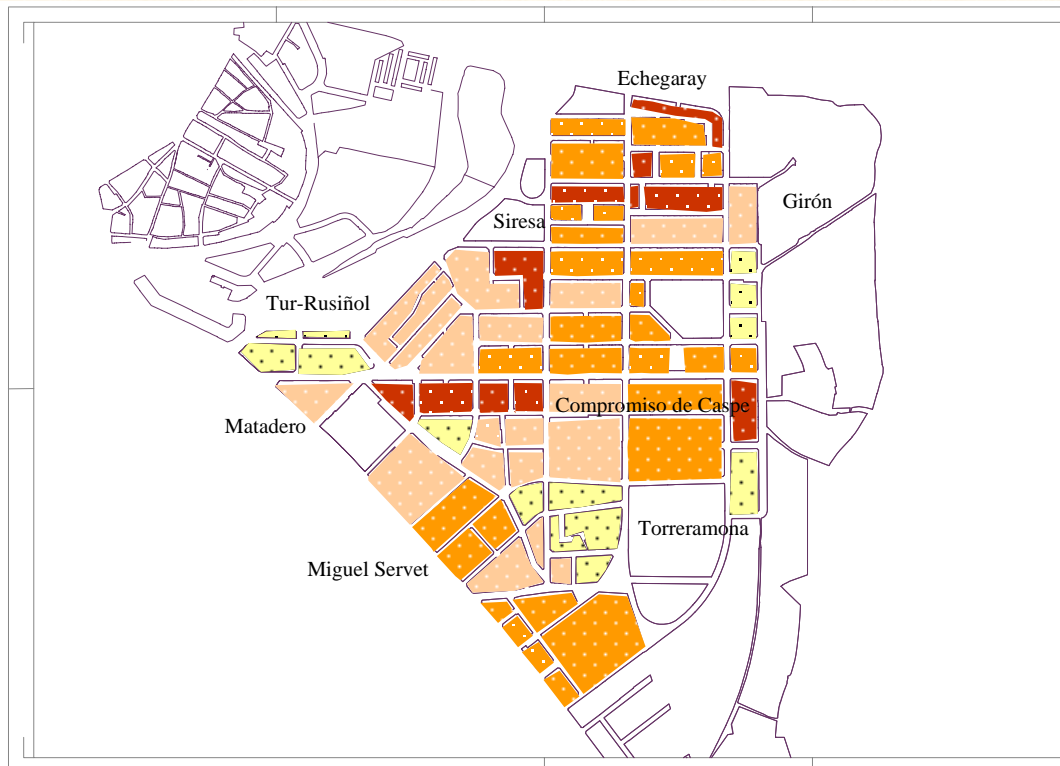 Echegaray
Girón
Siresa
Tur-Rusiñol
Compromiso de Caspe
Matadero
Torreramona
Miguel Servet